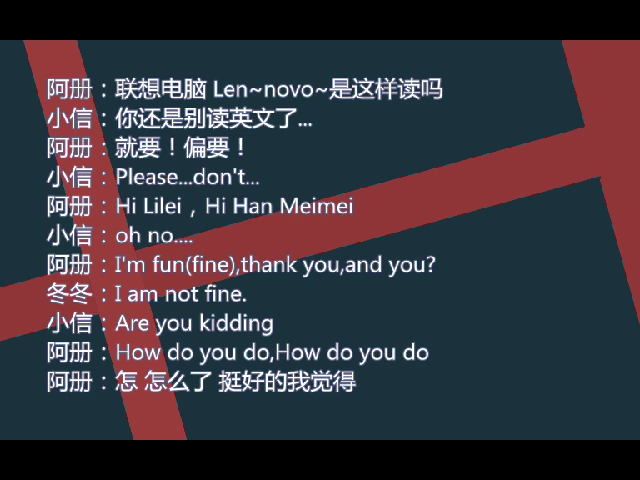 阿册：联想电脑 Len~novo~是这样读吗
小信：你还是别读英文了...
阿册：就要！偏要！
小信：Please...don't...
阿册：Hi Lilei，Hi Han Meimei
小信：oh no....
阿册：I'm fun(fine),thank you,and you?
冬冬：I am not fine.
小信：Are you kidding
阿册：How do you do,How do you do
阿册：怎 怎么了 挺好的我觉得